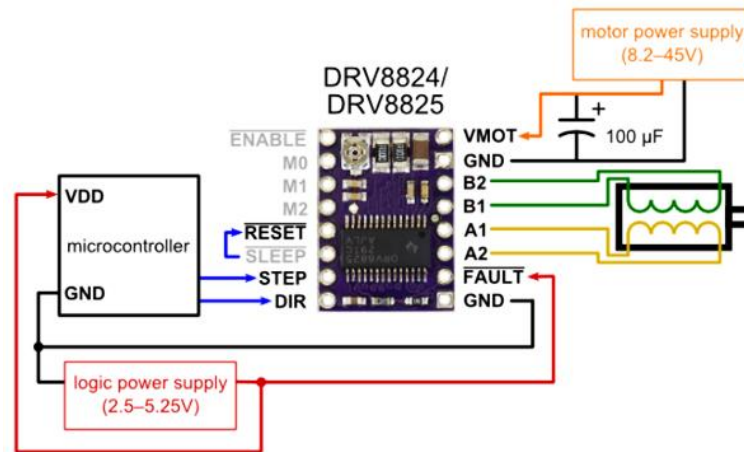 motor power supply
(8.2–45V)
DRV8824/
DRV8825
+
100 µF
ENABLE
M0
M1
M2
RESET
SLEEP
STEP
DIR
VMOT
GND
B2
B1
A1
A2
FAULT
GND
VDD
microcontroller
GND
logic power supply
(2.5–5.25V)